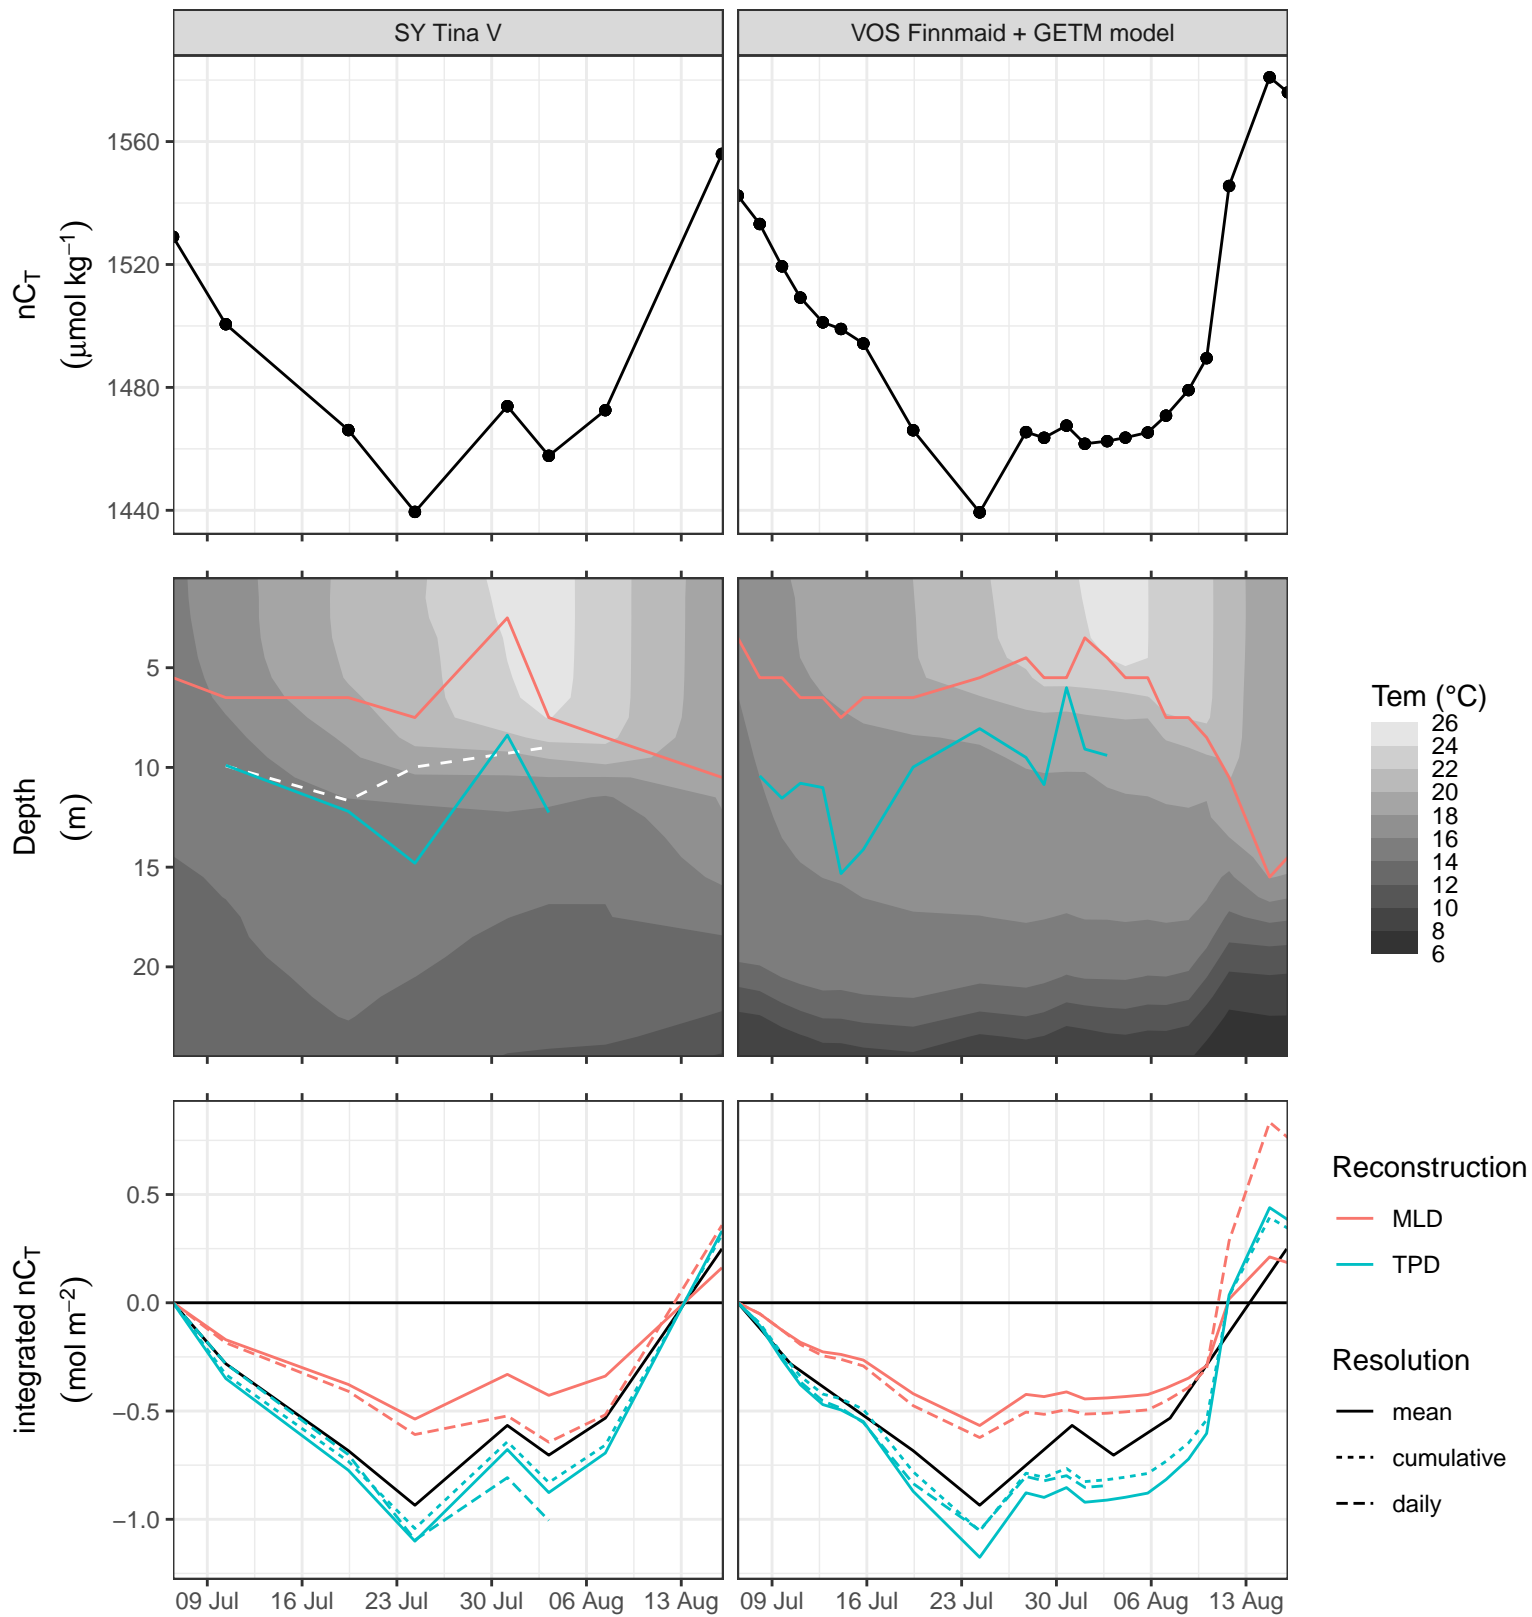 SY Tina V
VOS Finnmaid + GETM model
nC_T
(μmol kg⁻¹)
1560
1520
1480
1440
Depth
(m)
5
10
15
20
Tem (°C)
26
24
22
20
18
16
14
12
10
8
6
integrated nC_T
(mol m⁻²)
0.5
0.0
−0.5
−1.0
09 Jul 16 Jul 23 Jul 30 Jul 06 Aug 13 Aug
09 Jul 16 Jul 23 Jul 30 Jul 06 Aug 13 Aug
Reconstruction
MLD
TPD
Resolution
mean
cumulative
daily